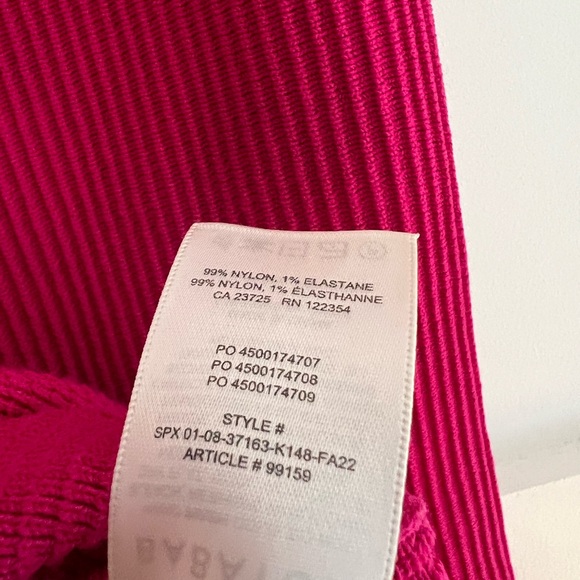 99% NYLON, 1% ELASTANE
99% NYLON, 1% ÉLASTHANNE
CA 23725 RN 122354
PO 4500174707
PO 4500174708
PO 4500174709
STYLE #
SPX 01-08-37163-K148-FA22
ARTICLE # 99159